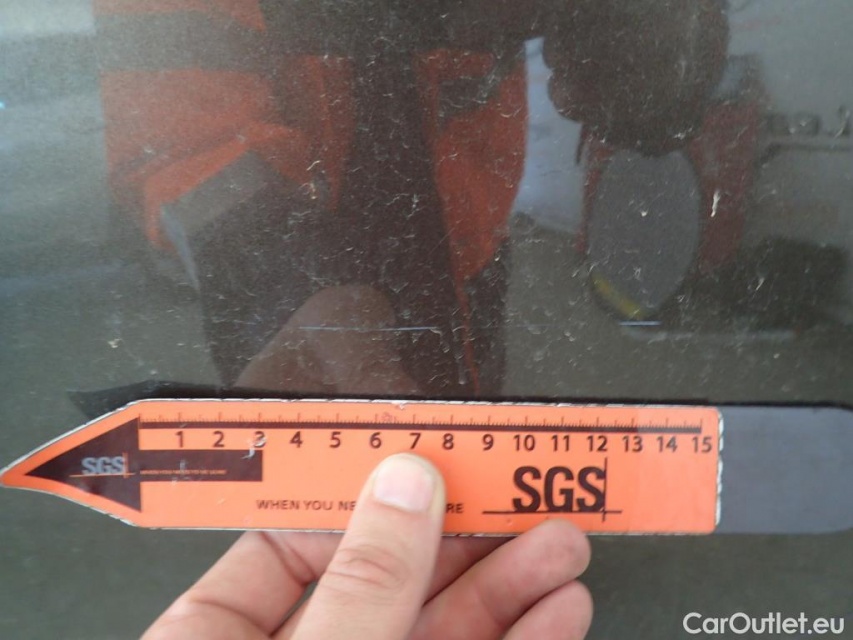 1 2 3 4 5 6 7 8 9 10 11 12 13 14 15
SGS
SGS
WHEN YOU NE RE
CarOutlet.eu